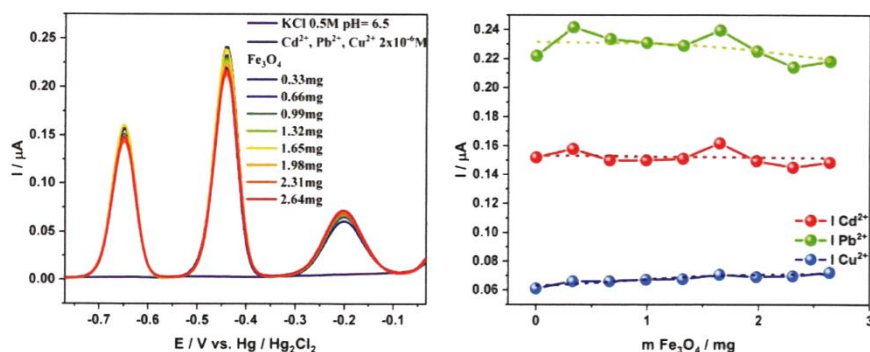 KCl 0.5M pH= 6.5
Cd²⁺, Pb²⁺, Cu²⁺ 2x10⁻⁶M
Fe₃O₄
0.33mg
0.66mg
0.99mg
1.32mg
1.65mg
1.98mg
2.31mg
2.64mg
0.25
0.20
0.15
0.10
0.05
0.00
I / µA
-0.7
-0.6
-0.5
-0.4
-0.3
-0.2
-0.1
E / V vs. Hg / Hg₂Cl₂
0.24
0.22
0.20
0.18
0.16
0.14
0.12
0.10
0.08
0.06
I / µA
I Cd²⁺
I Pb²⁺
I Cu²⁺
0
1
2
3
m Fe₃O₄ / mg